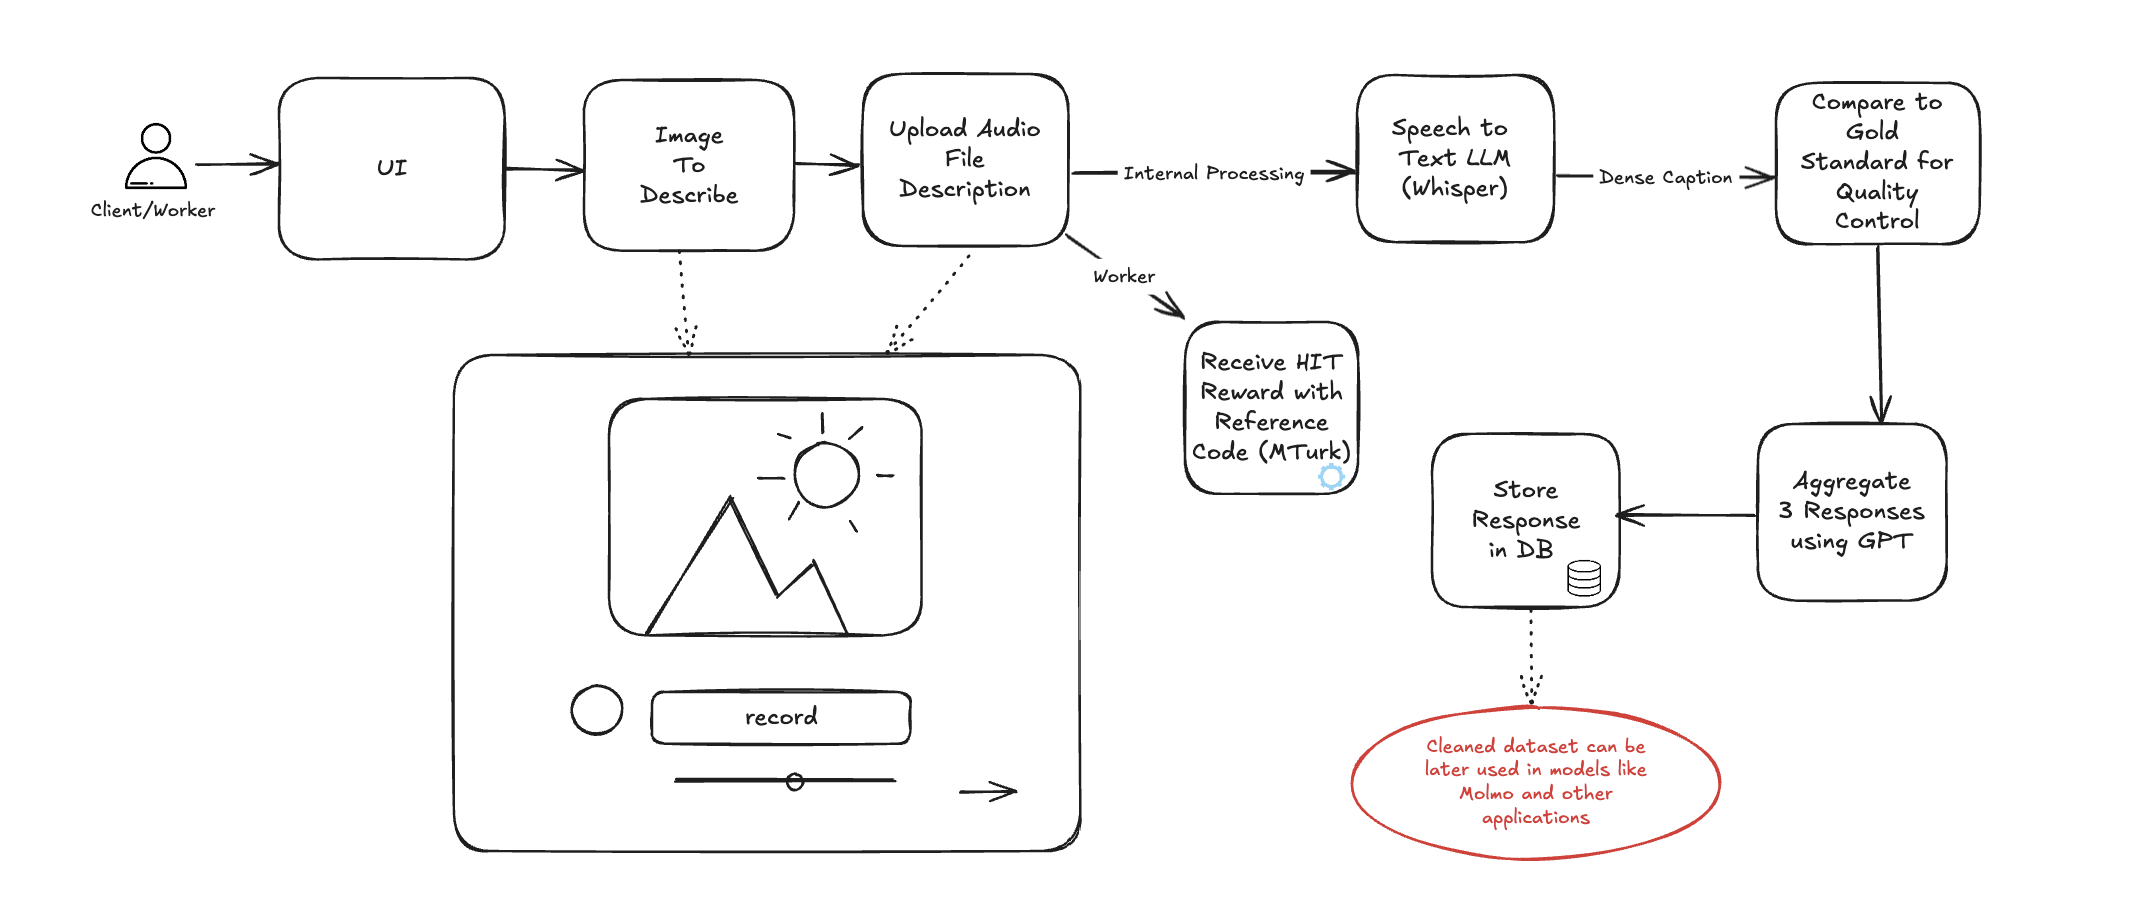 Client/Worker
UI
Image
To
Describe
Upload Audio
File
Description
Internal Processing
Speech to
Text LLM
(Whisper)
Dense Caption
Compare to
Gold
Standard for
Quality
Control
Worker
Receive HIT
Reward with
Reference
Code (MTurk)
Aggregate
3 Responses
using GPT
Store
Response
in DB
record
Cleaned dataset can be
later used in models like
Molmo and other
applications